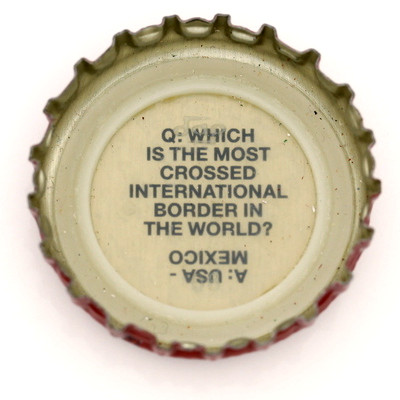 Q: WHICH
IS THE MOST
CROSSED
INTERNATIONAL
BORDER IN
THE WORLD?
A: USA -
MEXICO